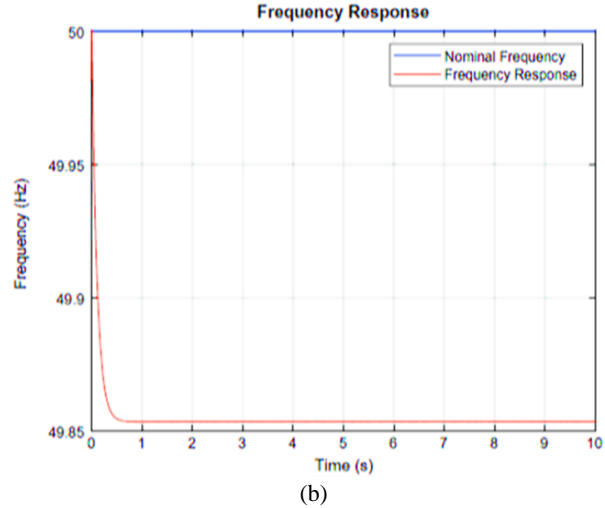 Frequency Response
50
Nominal Frequency
Frequency Response
49.95
Frequency (Hz)
49.9
49.85
0 1 2 3 4 5 6 7 8 9 10
Time (s)
(b)